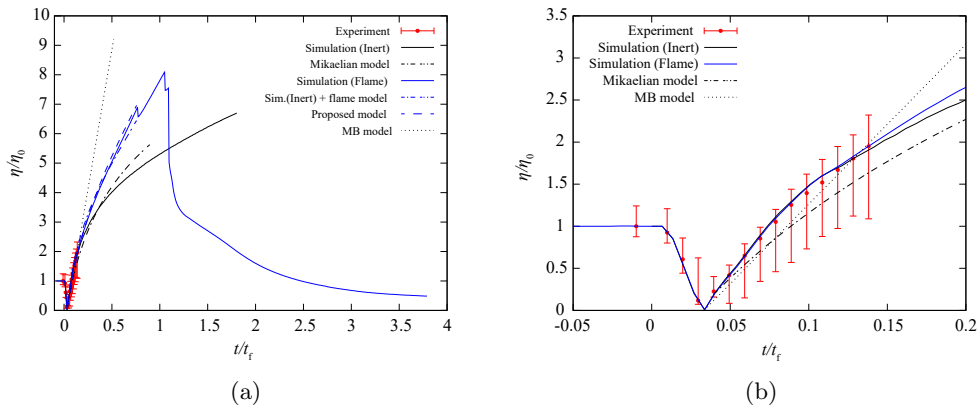 10
9
8
7
6
5
4
3
2
1
0
η/η0
0
0.5
1
1.5
2
2.5
3
3.5
4
t/tf
Experiment
Simulation (Inert)
Mikaelian model
Simulation (Flame)
Sim.(Inert) + flame model
Proposed model
MB model
(a)
3.5
3
2.5
2
1.5
1
0.5
0
η/η0
-0.05
0
0.05
0.1
0.15
0.2
t/tf
Experiment
Simulation (Inert)
Simulation (Flame)
Mikaelian model
MB model
(b)